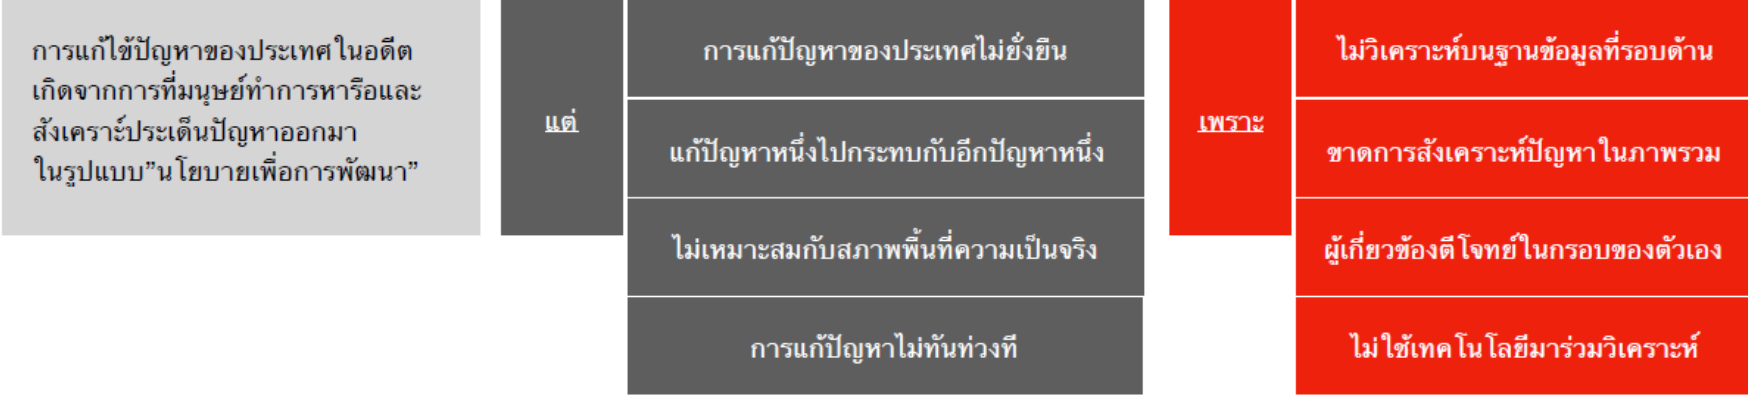 การแก้ไข้ปัญหาของประเทศในอดีต
เกิดจากการที่มนุษย์ทำการหารือและ
สังเคราะ์ประเด็นปัญหาออกมา
ในรูปแบบ”นโยบายเพื่อการพัฒนา”
แต่
การแก้ปัญหาของประเทศไม่ยั่งยืน
แก้ปัญหาหนึ่งไปกระทบกับอีกปัญหาหนึ่ง
ไม่เหมาะสมกับสภาพพื้นที่ความเป็นจริง
การแก้ปัญหาไม่ทันท่วงที
เพราะ
ไม่วิเคราะห์บนฐานข้อมูลที่รอบด้าน
ขาดการสังเคราะห์ปัญหาในภาพรวม
ผู้เกี่ยวข้องตีโจทย์ในกรอบของตัวเอง
ไม่ใช้เทคโนโลยีมาร่วมวิเคราะห์